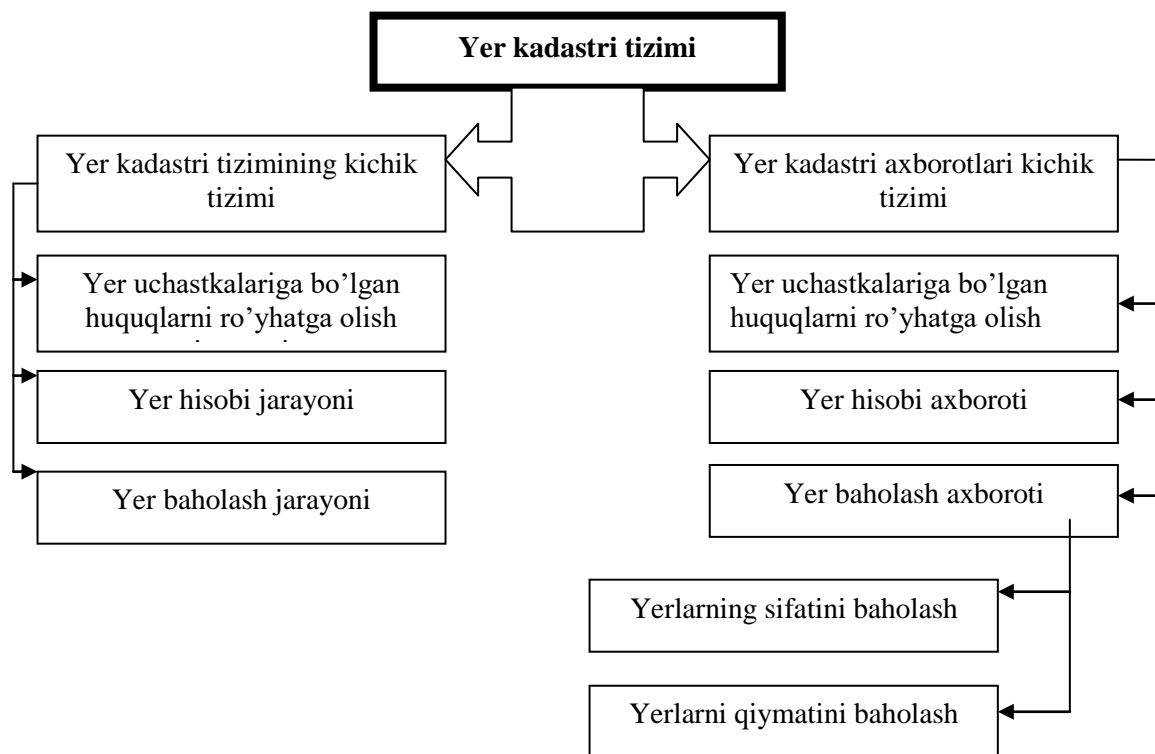 Yer kadastri tizimi
Yer kadastri tizimining kichik
tizimi
Yer kadastri axborotlari kichik
tizimi
Yer uchastkalariga bo’lgan
huquqlarni ro’yhatga olish
Yer uchastkalariga bo’lgan
huquqlarni ro’yhatga olish
Yer hisobi jarayoni
Yer hisobi axboroti
Yer baholash jarayoni
Yer baholash axboroti
Yerlarning sifatini baholash
Yerlarni qiymatini baholash